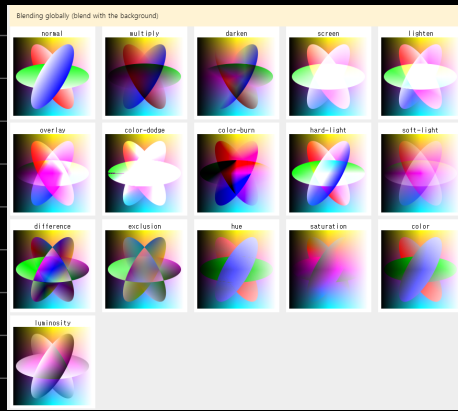 Blending globally (blend with the background)
normal
multiply
darken
screen
lighten
overlay
color-dodge
color-burn
hard-light
soft-light
difference
exclusion
hue
saturation
color
luminosity